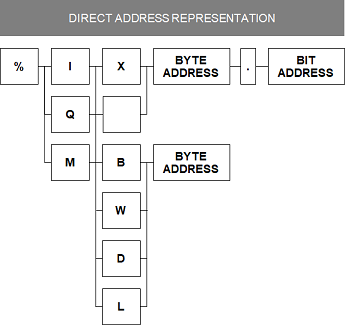 DIRECT ADDRESS REPRESENTATION
% I X BYTE ADDRESS . BIT ADDRESS
Q
M B BYTE ADDRESS
W
D
L